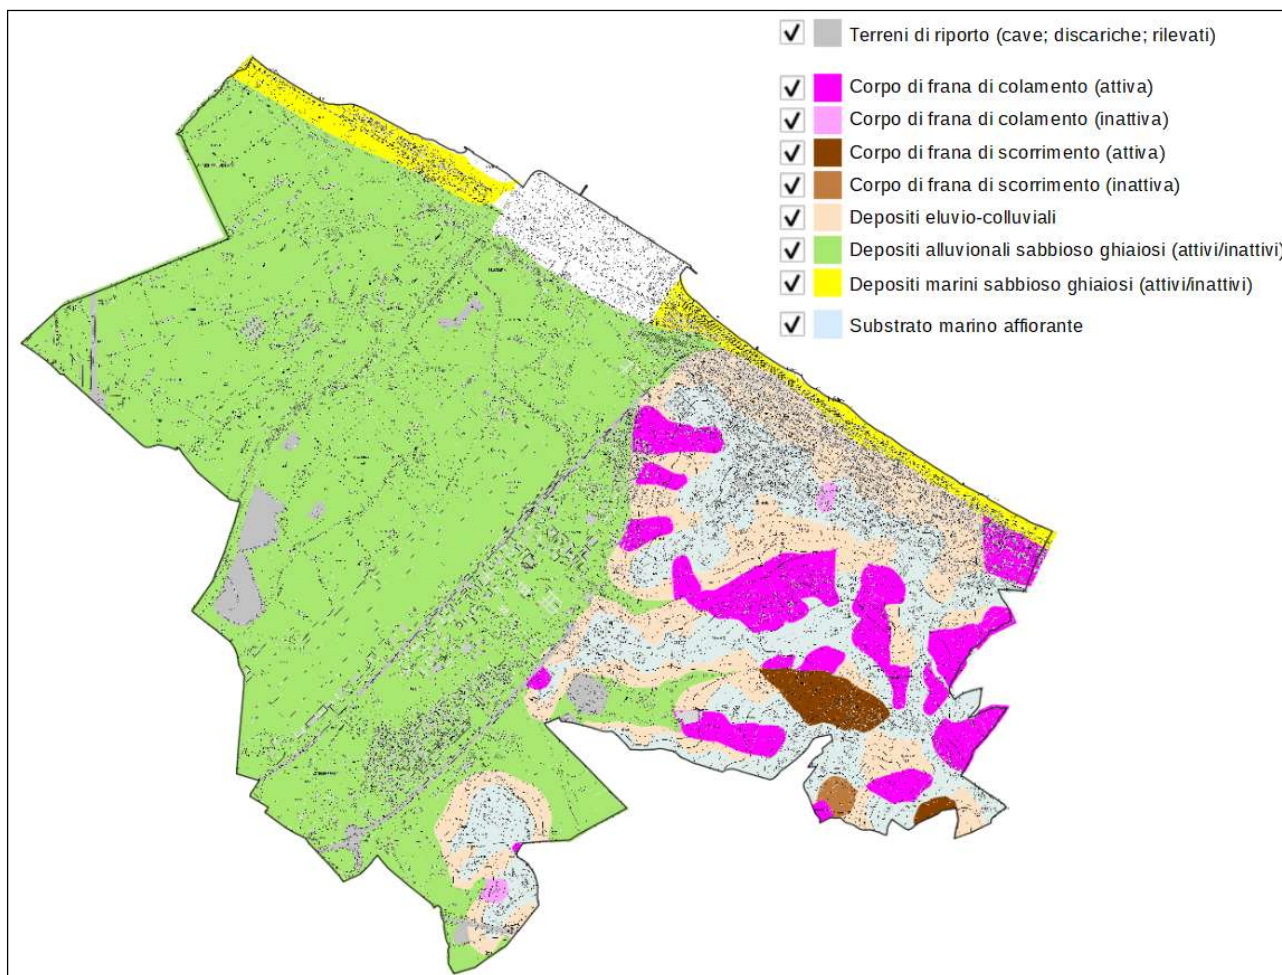 Terreni di riporto (cave; discariche; rilevati)
Corpo di frana di colamento (attiva)
Corpo di frana di colamento (inattiva)
Corpo di frana di scorrimento (attiva)
Corpo di frana di scorrimento (inattiva)
Depositi eluvio-colluviali
Depositi alluvionali sabbioso ghiaiosi (attivi/inattivi)
Depositi marini sabbioso ghiaiosi (attivi/inattivi)
Substrato marino affiorante